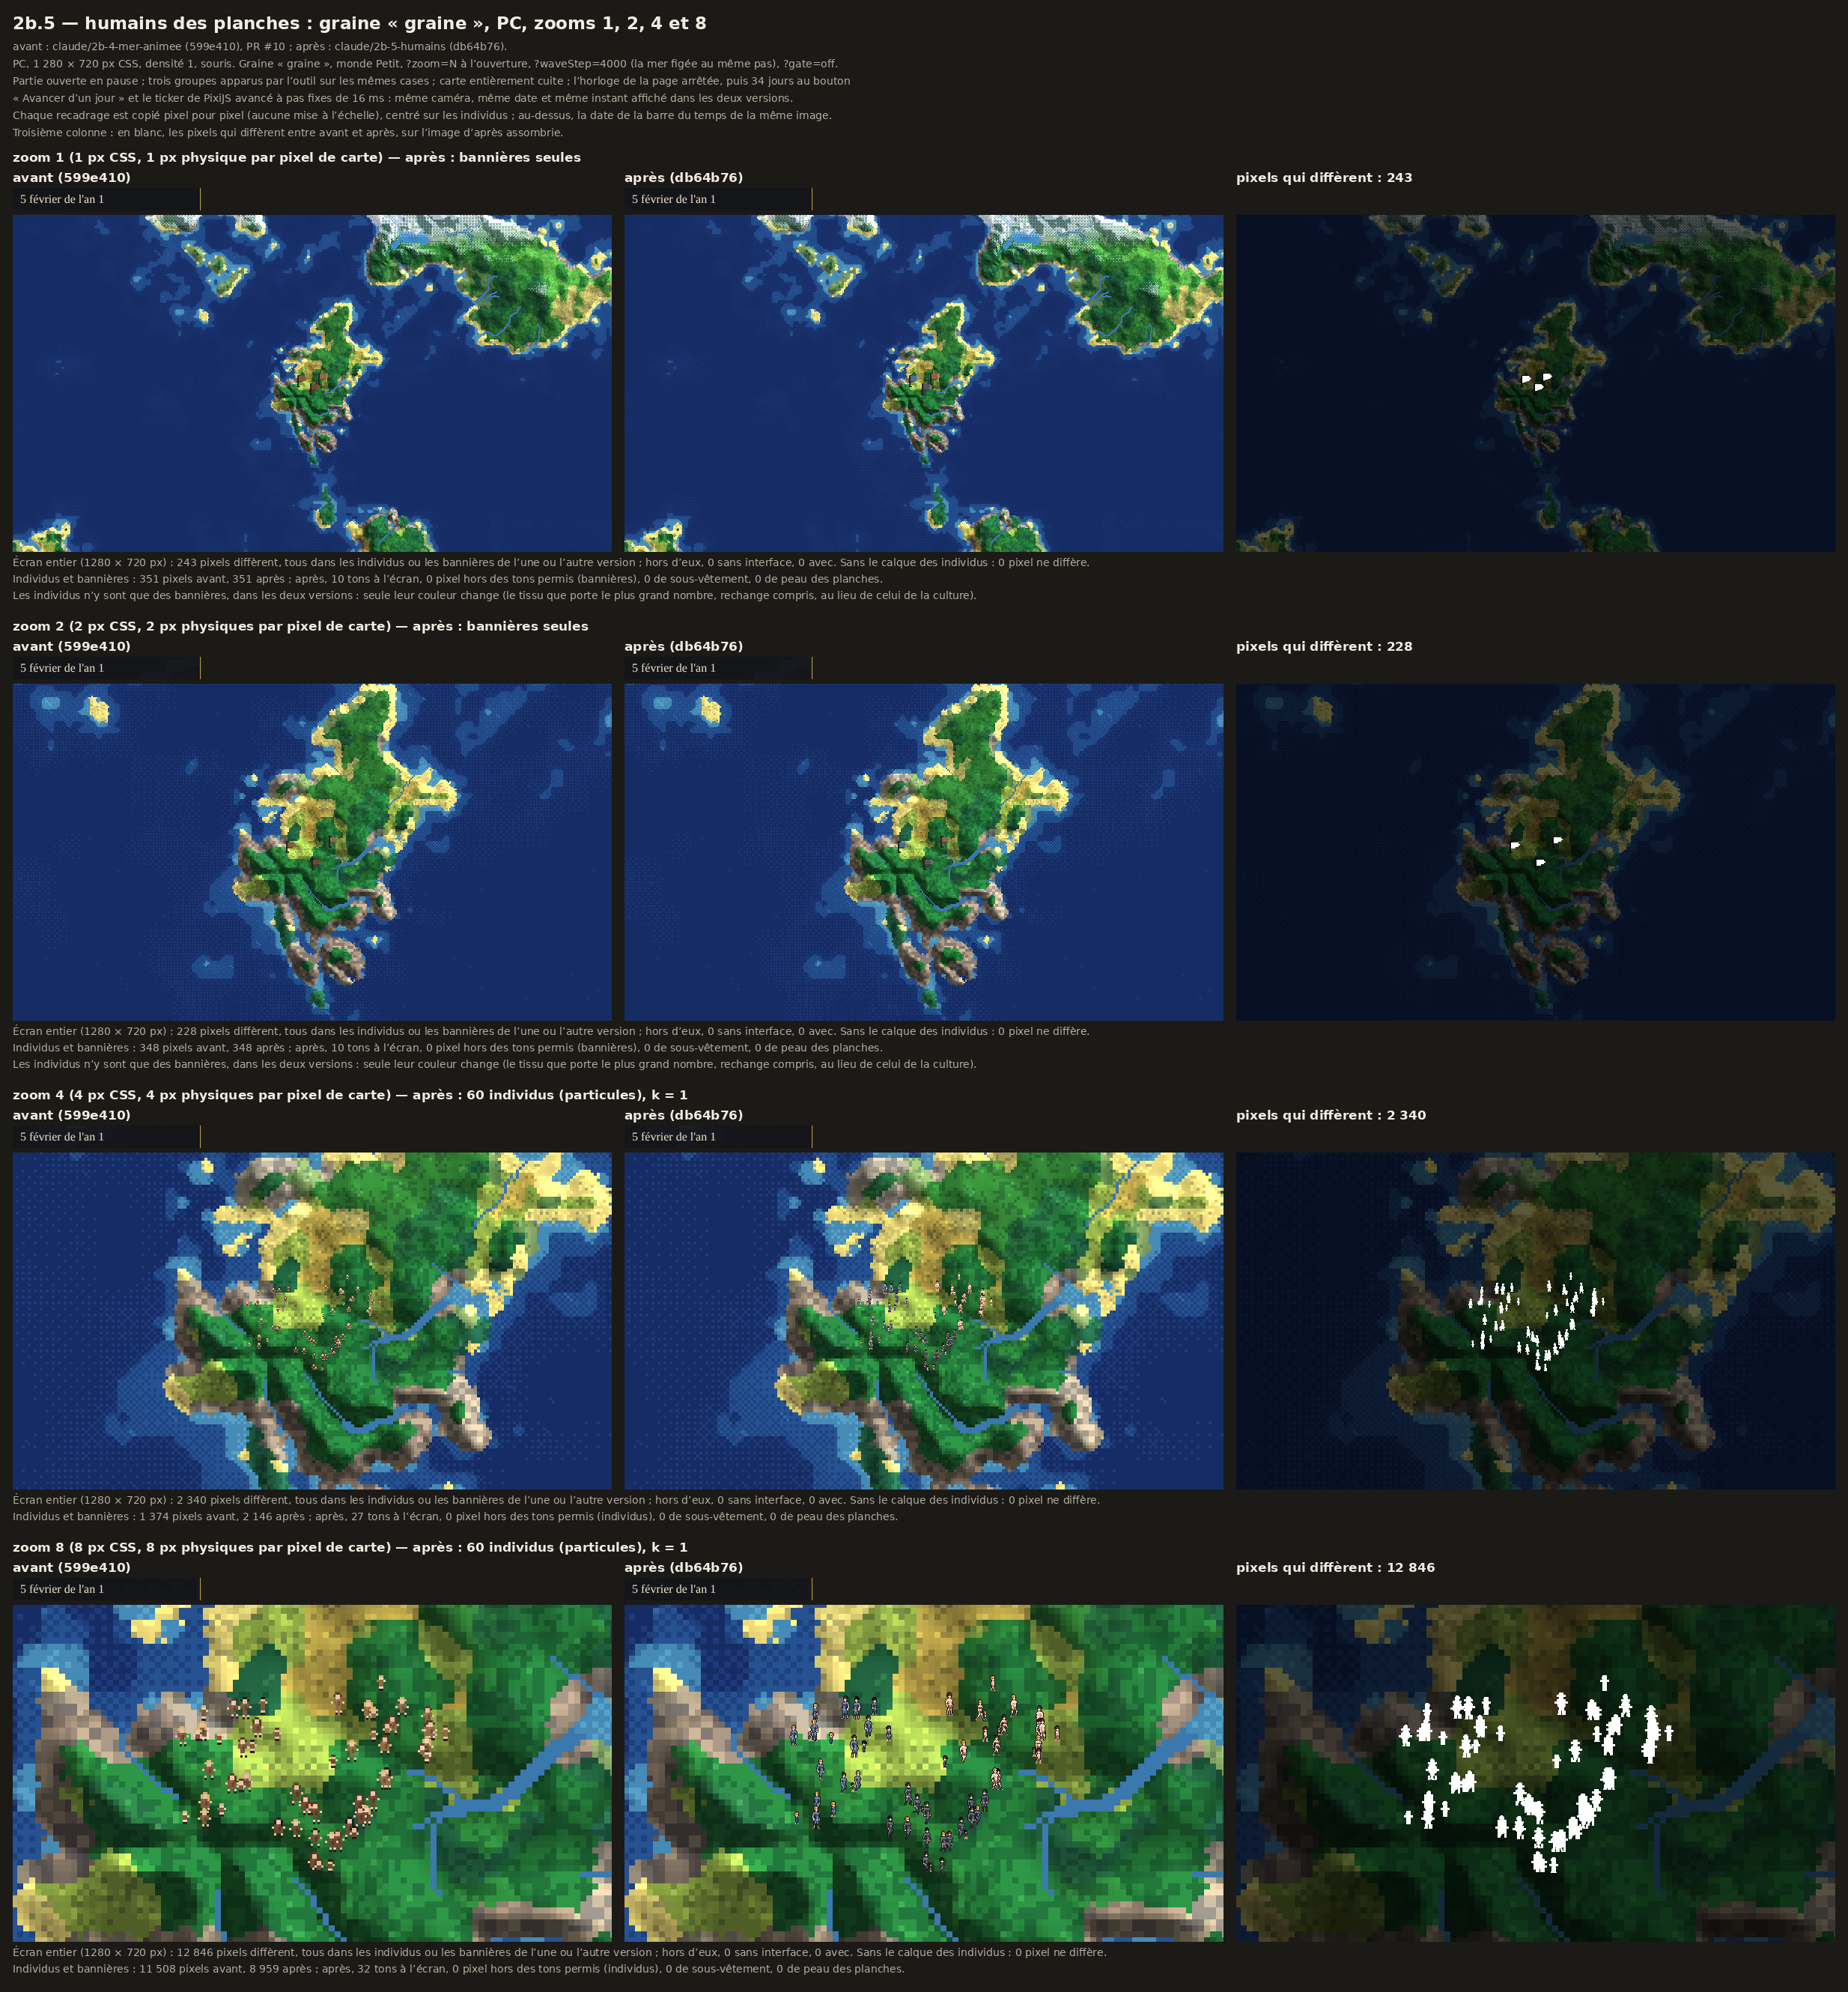 2b.5 — humains des planches : graine « graine », PC, zooms 1, 2, 4 et 8
avant : claude/2b-4-mer-animee (599e410), PR #10 ; après : claude/2b-5-humains (db64b76).
PC, 1 280 × 720 px CSS, densité 1, souris. Graine « graine », monde Petit, ?zoom=N à l’ouverture, ?waveStep=4000 (la mer figée au même pas), ?gate=off.
Partie ouverte en pause ; trois groupes apparus par l’outil sur les mêmes cases ; carte entièrement cuite ; l’horloge de la page arrêtée, puis 34 jours au bouton
« Avancer d’un jour » et le ticker de PixiJS avancé à pas fixes de 16 ms : même caméra, même date et même instant affiché dans les deux versions.
Chaque recadrage est copié pixel pour pixel (aucune mise à l’échelle), centré sur les individus ; au-dessus, la date de la barre du temps de la même image.
Troisième colonne : en blanc, les pixels qui diffèrent entre avant et après, sur l’image d’après assombrie.
zoom 1 (1 px CSS, 1 px physique par pixel de carte) — après : bannières seules
avant (599e410)
après (db64b76)
pixels qui diffèrent : 243
5 février de l'an 1
5 février de l'an 1
Écran entier (1280 × 720 px) : 243 pixels diffèrent, tous dans les individus ou les bannières de l’une ou l’autre version ; hors d’eux, 0 sans interface, 0 avec. Sans le calque des individus : 0 pixel ne diffère.
Individus et bannières : 351 pixels avant, 351 après ; après, 10 tons à l’écran, 0 pixel hors des tons permis (bannières), 0 de sous-vêtement, 0 de peau des planches.
Les individus n’y sont que des bannières, dans les deux versions : seule leur couleur change (le tissu que porte le plus grand nombre, rechange compris, au lieu de celui de la culture).
zoom 2 (2 px CSS, 2 px physiques par pixel de carte) — après : bannières seules
avant (599e410)
après (db64b76)
pixels qui diffèrent : 228
5 février de l'an 1
5 février de l'an 1
Écran entier (1280 × 720 px) : 228 pixels diffèrent, tous dans les individus ou les bannières de l’une ou l’autre version ; hors d’eux, 0 sans interface, 0 avec. Sans le calque des individus : 0 pixel ne diffère.
Individus et bannières : 348 pixels avant, 348 après ; après, 10 tons à l’écran, 0 pixel hors des tons permis (bannières), 0 de sous-vêtement, 0 de peau des planches.
Les individus n’y sont que des bannières, dans les deux versions : seule leur couleur change (le tissu que porte le plus grand nombre, rechange compris, au lieu de celui de la culture).
zoom 4 (4 px CSS, 4 px physiques par pixel de carte) — après : 60 individus (particules), k = 1
avant (599e410)
après (db64b76)
pixels qui diffèrent : 2 340
5 février de l'an 1
5 février de l'an 1
Écran entier (1280 × 720 px) : 2 340 pixels diffèrent, tous dans les individus ou les bannières de l’une ou l’autre version ; hors d’eux, 0 sans interface, 0 avec. Sans le calque des individus : 0 pixel ne diffère.
Individus et bannières : 1 374 pixels avant, 2 146 après ; après, 27 tons à l’écran, 0 pixel hors des tons permis (individus), 0 de sous-vêtement, 0 de peau des planches.
zoom 8 (8 px CSS, 8 px physiques par pixel de carte) — après : 60 individus (particules), k = 1
avant (599e410)
après (db64b76)
pixels qui diffèrent : 12 846
5 février de l'an 1
5 février de l'an 1
Écran entier (1280 × 720 px) : 12 846 pixels diffèrent, tous dans les individus ou les bannières de l’une ou l’autre version ; hors d’eux, 0 sans interface, 0 avec. Sans le calque des individus : 0 pixel ne diffère.
Individus et bannières : 11 508 pixels avant, 8 959 après ; après, 32 tons à l’écran, 0 pixel hors des tons permis (individus), 0 de sous-vêtement, 0 de peau des planches.